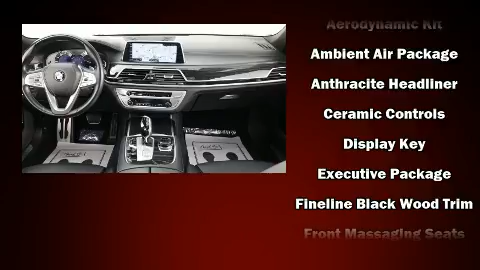 Aerodynamic Kit
Ambient Air Package
Anthracite Headliner
Ceramic Controls
Display Key
Executive Package
Fineline Black Wood Trim
Front Massaging Seats